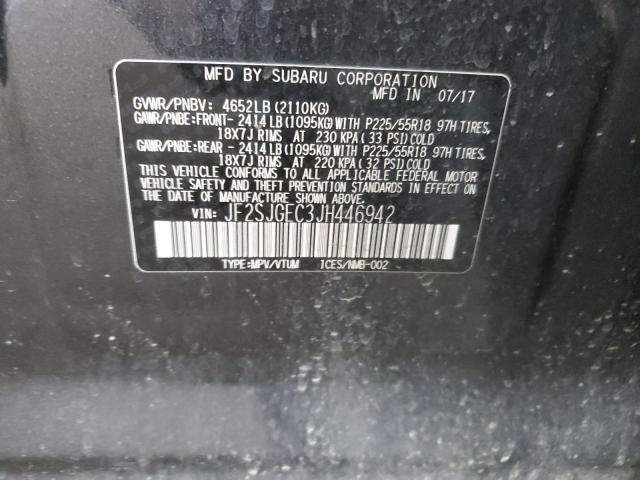 MFD BY SUBARU CORPORATION
MFD IN 07/17
GVWR/PNBV: 4652LB(2110KG)
GAWR/PNBE:FRONT- 2414LB(1095KG)WITH P225/55R18 97H TIRES,
18X7J RIMS AT 230 KPA(33 PSI)COLD
GAWR/PNBE:REAR - 2414LB(1095KG)WITH P225/55R18 97H TIRES,
18X7J RIMS AT 220 KPA(32 PSI)COLD
THIS VEHICLE CONFORMS TO ALL APPLICABLE FEDERAL MOTOR
VEHICLE SAFETY AND THEFT PREVENTION STANDARDS IN EFFECT ON THE
DATE OF MANUFACTURE SHOWN ABOVE.
VIN: JF2SJGEC3JH446942
TYPE:MPV/VTUM ICES/NMB-002